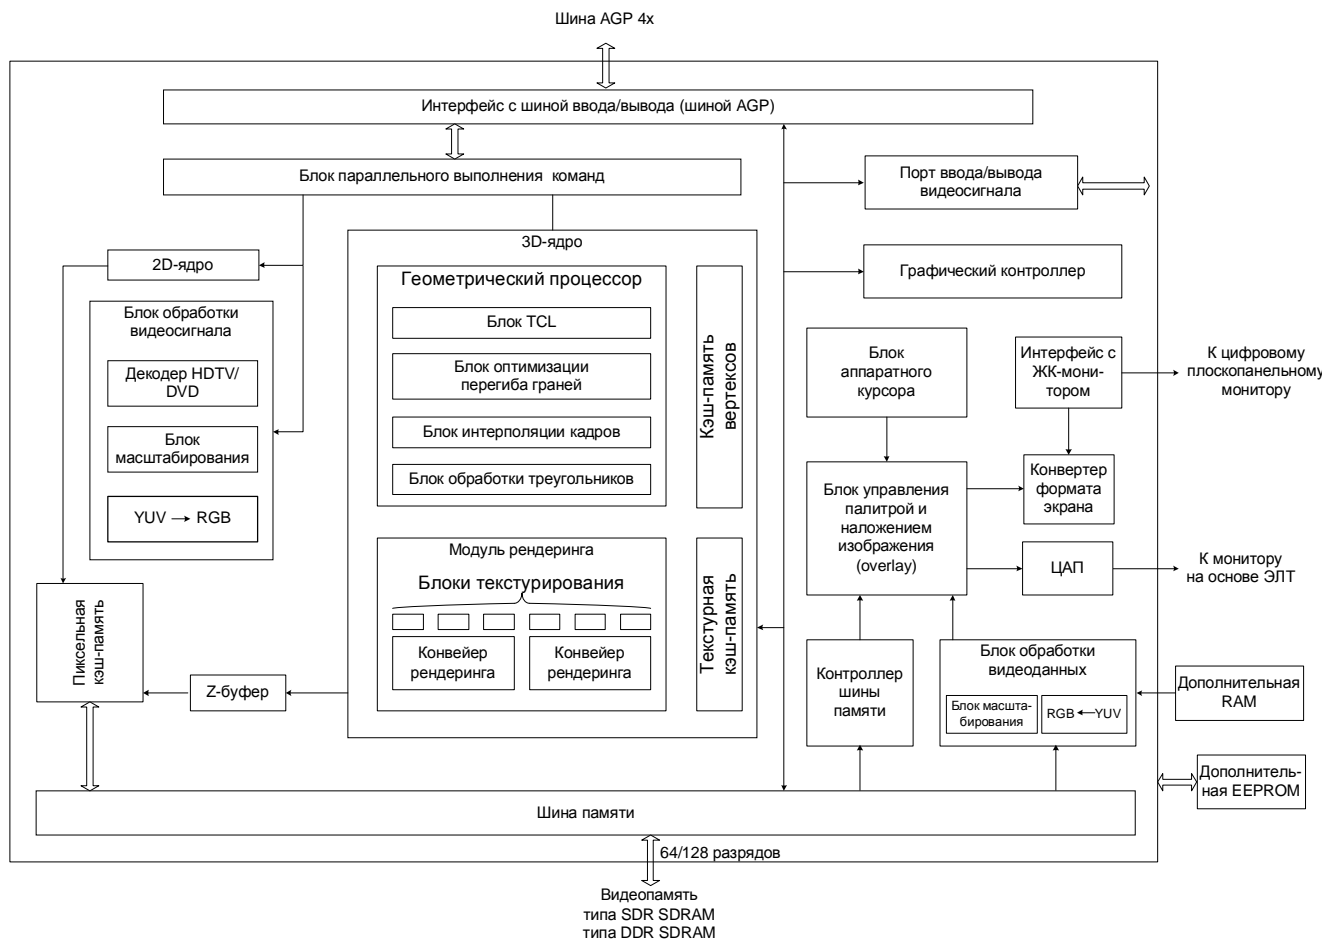 Шина AGP 4x
Интерфейс с шиной ввода/вывода (шиной AGP)
Блок параллельного выполнения команд
Порт ввода/вывода
видеосигнала
3D-ядро
2D-ядро
Графический контроллер
Геометрический процессор
Блок TCL
Блок оптимизации
перегиба граней
Блок интерполяции кадров
Блок обработки треугольников
Кэш-память
вертексов
Блок обработки
видеосигнала
Декодер HDTV/
DVD
Блок
масштабирования
YUV
RGB
Блок
аппаратного
курсора
Интерфейс с
ЖК-мони-
тором
К цифровому
плоскопанельному
монитору
Блок управления
палитрой и
наложением
изображения
(overlay)
Конвертер
формата
экрана
ЦАП
К монитору
на основе ЭЛТ
Модуль рендеринга
Блоки текстурирования
Конвейер
рендеринга
Конвейер
рендеринга
Текстурная
кэш-память
Пиксельная
кэш-память
Z-буфер
Контроллер
шины
памяти
Блок обработки
видеоданных
Блок масшта-
бирования
RGB
YUV
Дополнительная
RAM
Дополнитель-
ная EEPROM
Шина памяти
64/128 разрядов
Видеопамять
типа SDR SDRAM
типа DDR SDRAM